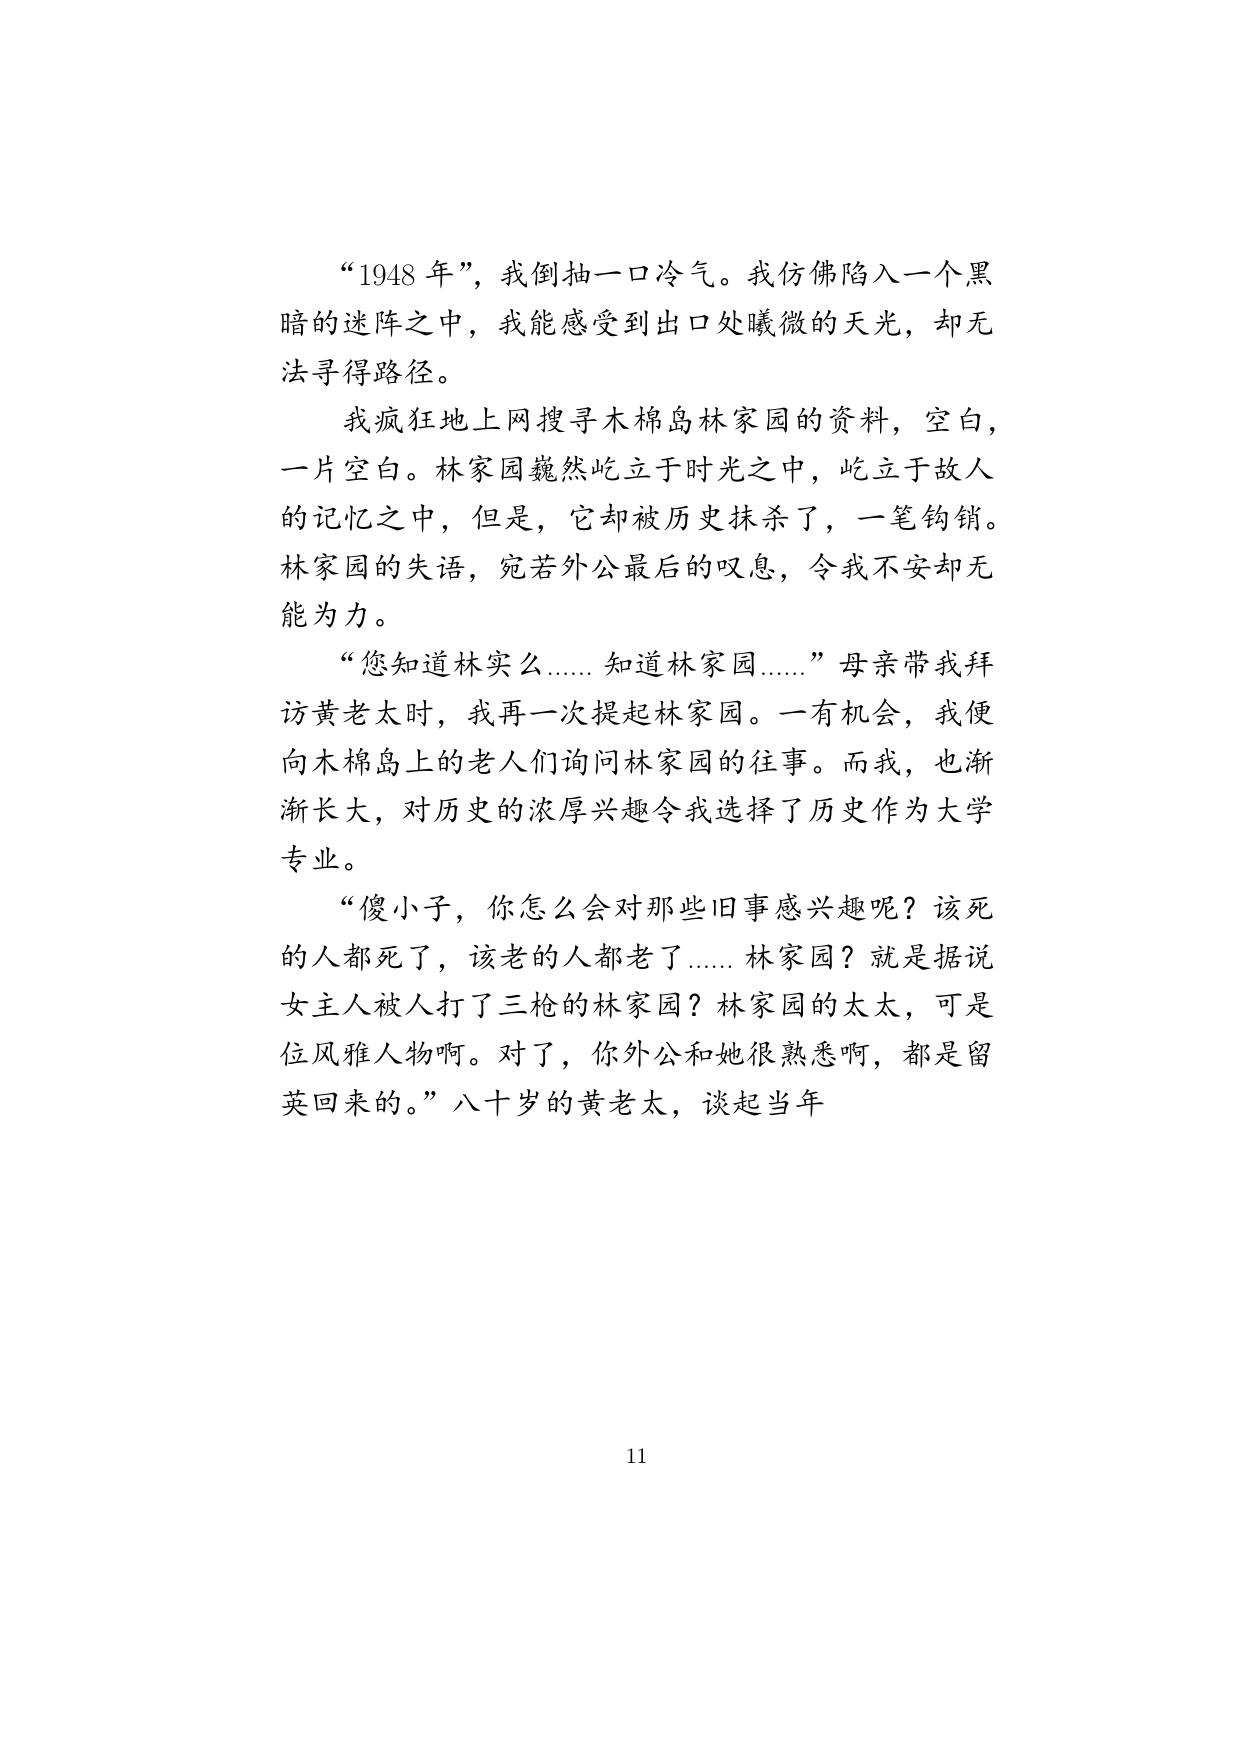 “1948 年”，我倒抽一口冷气。我仿佛陷入一个黑
暗的迷阵之中，我能感受到出口处曦微的天光，却无
法寻得路径。
我疯狂地上网搜寻木棉岛林家园的资料，空白，
一片空白。林家园巍然屹立于时光之中，屹立于故人
的记忆之中，但是，它却被历史抹杀了，一笔钩销。
林家园的失语，宛若外公最后的叹息，令我不安却无
能为力。
“您知道林实么…… 知道林家园……”母亲带我拜
访黄老太时，我再一次提起林家园。一有机会，我便
向木棉岛上的老人们询问林家园的往事。而我，也渐
渐长大，对历史的浓厚兴趣令我选择了历史作为大学
专业。
“傻小子，你怎么会对那些旧事感兴趣呢？该死
的人都死了，该老的人都老了…… 林家园？就是据说
女主人被人打了三枪的林家园？林家园的太太，可是
位风雅人物啊。对了，你外公和她很熟悉啊，都是留
英回来的。”八十岁的黄老太，谈起当年
11